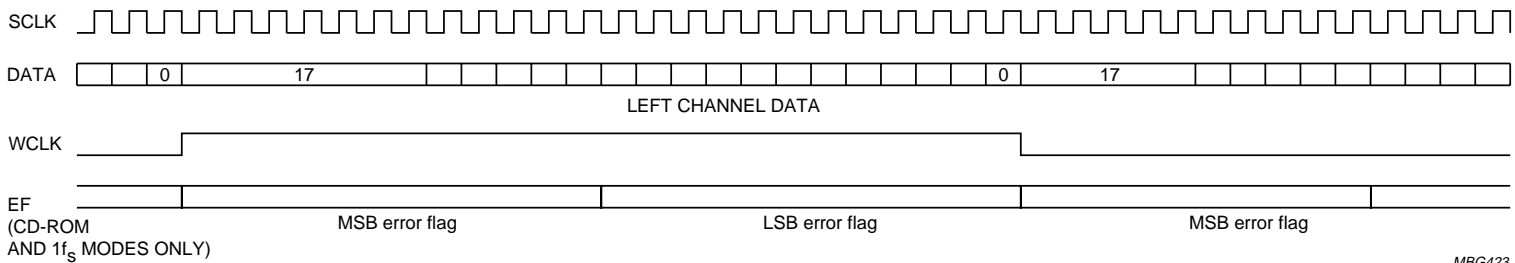 SCLK
DATA 0 17 0 17
LEFT CHANNEL DATA
WCLK
EF
(CD-ROM
AND 1fs MODES ONLY)
MSB error flag LSB error flag MSB error flag
MBG423